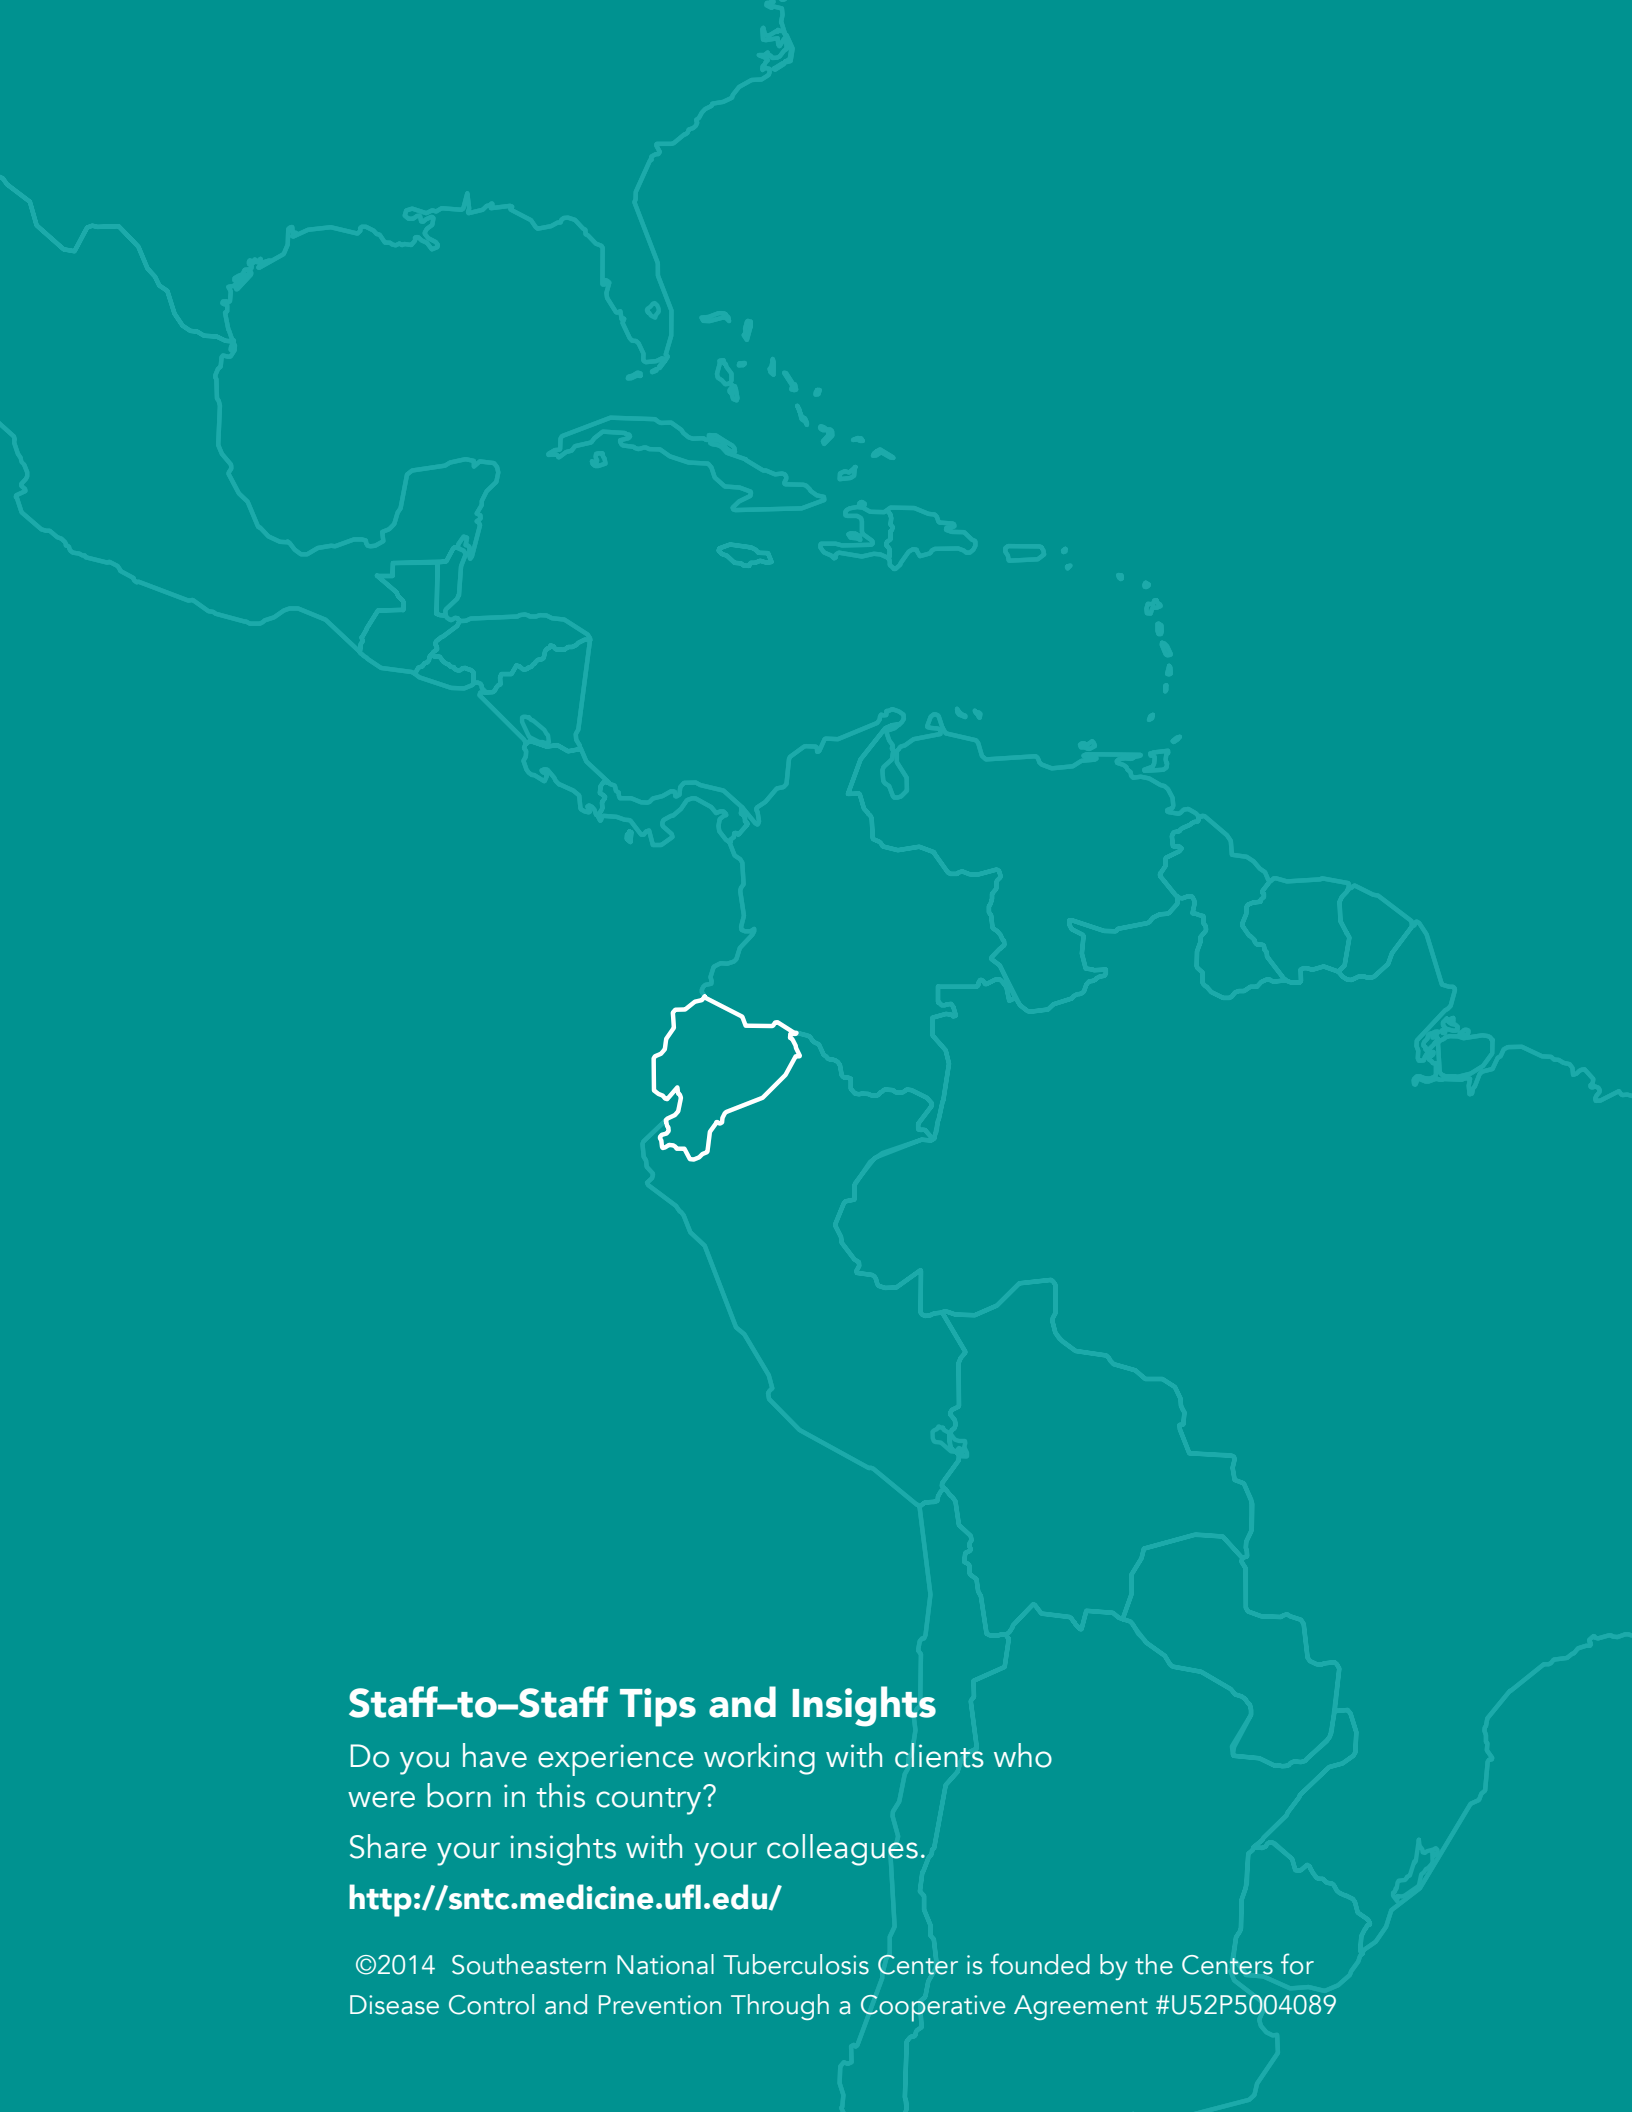 Staff–to–Staff Tips and Insights
Do you have experience working with clients who
were born in this country?
Share your insights with your colleagues.
http://sntc.medicine.ufl.edu/
©2014 Southeastern National Tuberculosis Center is founded by the Centers for
Disease Control and Prevention Through a Cooperative Agreement #U52P5004089